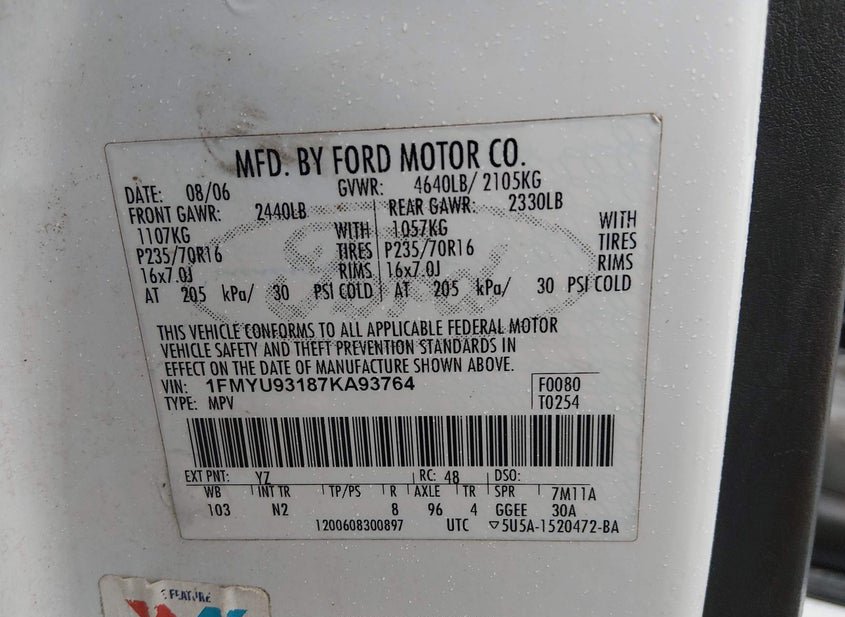 MFD. BY FORD MOTOR CO.
DATE: 08/06 GVWR: 4640LB/ 2105KG
FRONT GAWR: 2440LB REAR GAWR: 2330LB
1107KG WITH 1057KG WITH
P235/70R16 TIRES P235/70R16 TIRES
16x7.0J RIMS 16x7.0J RIMS
AT 205 kPa/ 30 PSI COLD AT 205 kPa/ 30 PSI COLD
Ford
THIS VEHICLE CONFORMS TO ALL APPLICABLE FEDERAL MOTOR
VEHICLE SAFETY AND THEFT PREVENTION STANDARDS IN
EFFECT ON THE DATE OF MANUFACTURE SHOWN ABOVE.
VIN: 1FMYU93187KA93764 F0080
TYPE: MPV T0254
EXT PNT: YZ RC: 48 DSO:
WB INT TR TP/PS R AXLE TR SPR 7M11A
103 N2 8 96 4 GGEE 30A
1200608300897 UTC ▽5U5A-1520472-BA
FEATURE